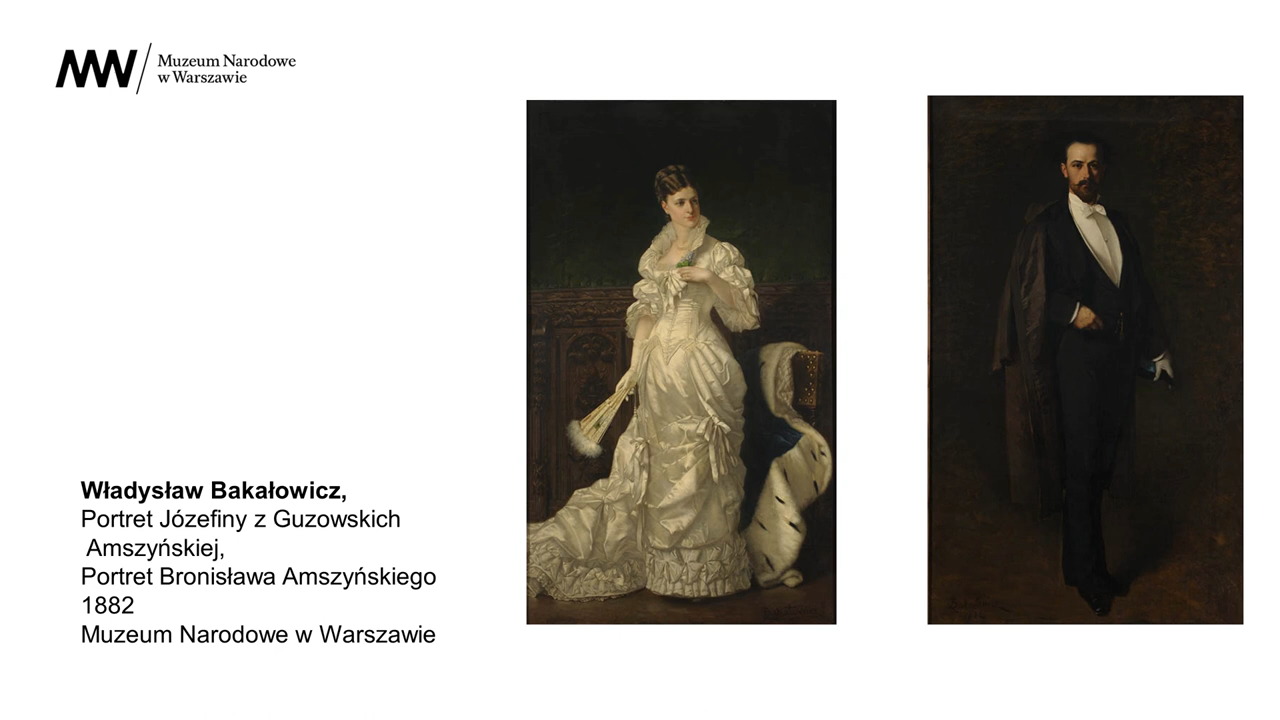 MNW
Muzeum Narodowe
w Warszawie
Władysław Bakałowicz,
Portret Józefiny z Guzowskich
Amszyńskiej,
Portret Bronisława Amszyńskiego
1882
Muzeum Narodowe w Warszawie